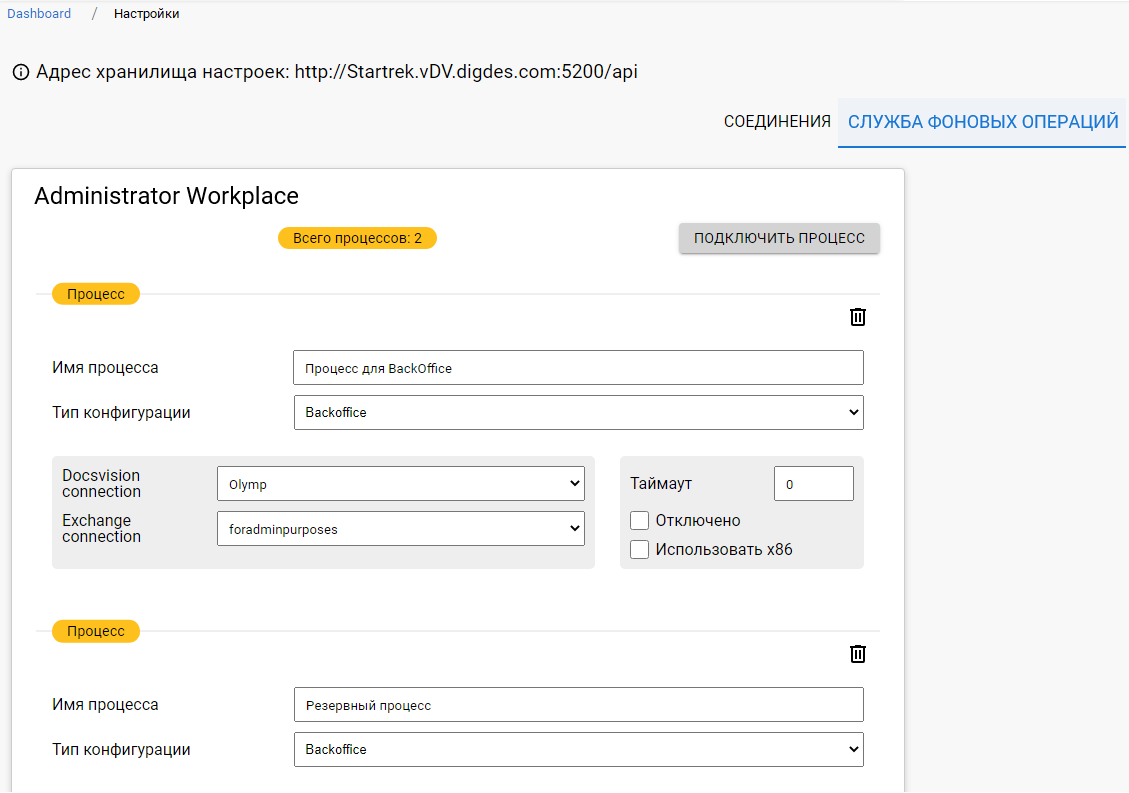 Dashboard / Настройки
Адрес хранилища настроек: http://Startrek.vDV.digdes.com:5200/api
СОЕДИНЕНИЯ СЛУЖБА ФОНОВЫХ ОПЕРАЦИЙ
Administrator Workplace
Всего процессов: 2 ПОДКЛЮЧИТЬ ПРОЦЕСС
Процесс
Имя процесса Процесс для BackOffice
Тип конфигурации Backoffice
Docsvision
connection
Olymp
Exchange
connection
foradminpurposes
Таймаут 0
Отключено
Использовать x86
Процесс
Имя процесса Резервный процесс
Тип конфигурации Backoffice